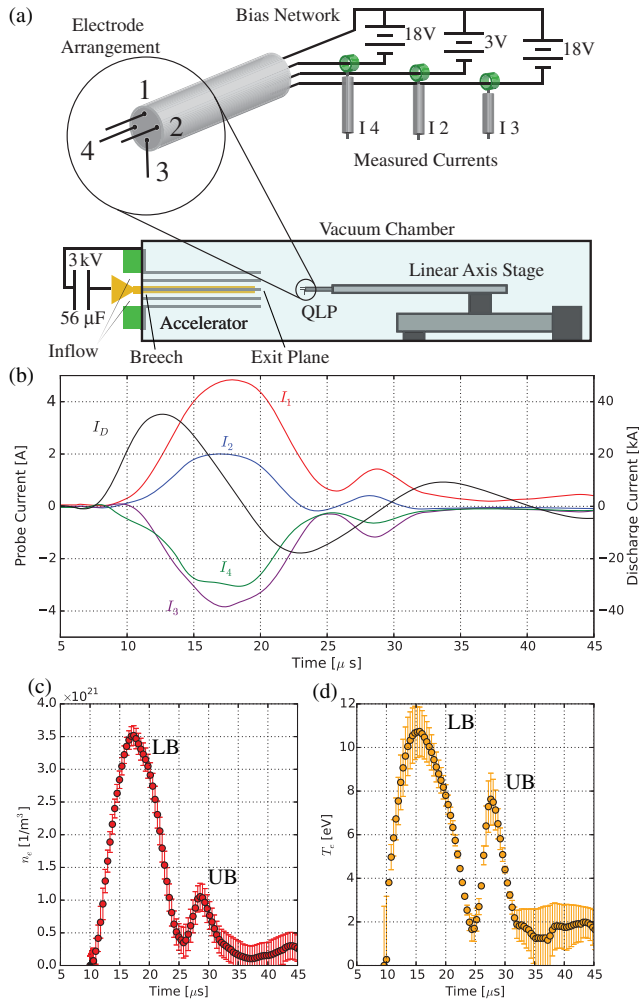 (a)
Electrode
Arrangement
Bias Network
18V
3V
18V
1
2
3
4
I 4
I 2
I 3
Measured Currents
Vacuum Chamber
3 kV
56 μF
Linear Axis Stage
QLP
Accelerator
Inflow
Breech
Exit Plane
(b)
Probe Current [A]
4
2
0
−2
−4
I_D
I_1
I_2
I_4
I_3
40
20
0
−20
−40
Discharge Current [kA]
5 10 15 20 25 30 35 40 45
Time [μ s]
(c)
×10²¹
n_e [1/m³]
4.0
3.5
3.0
2.5
2.0
1.5
1.0
0.5
0.0
LB
UB
5 10 15 20 25 30 35 40 45
Time [μs]
(d)
T_e [eV]
12
10
8
6
4
2
0
LB
UB
5 10 15 20 25 30 35 40 45
Time [μs]